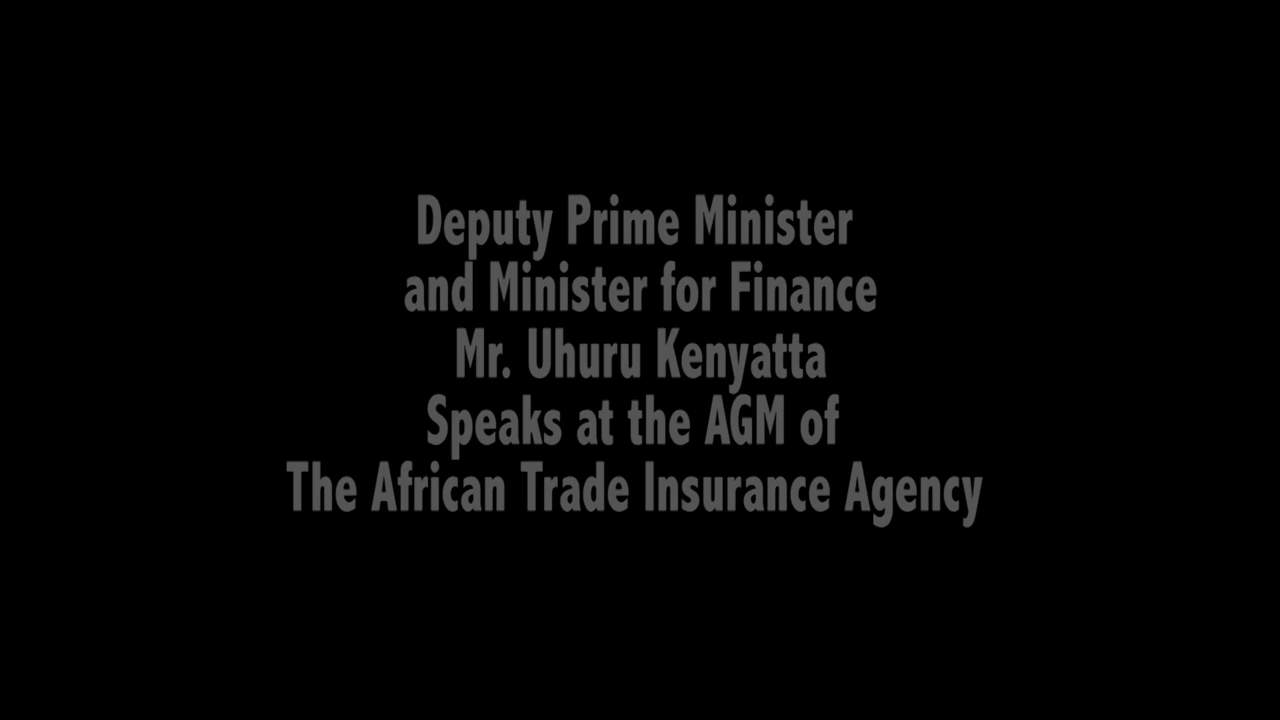 Deputy Prime Minister
and Minister for Finance
Mr. Uhuru Kenyatta
Speaks at the AGM of
The African Trade Insurance Agency